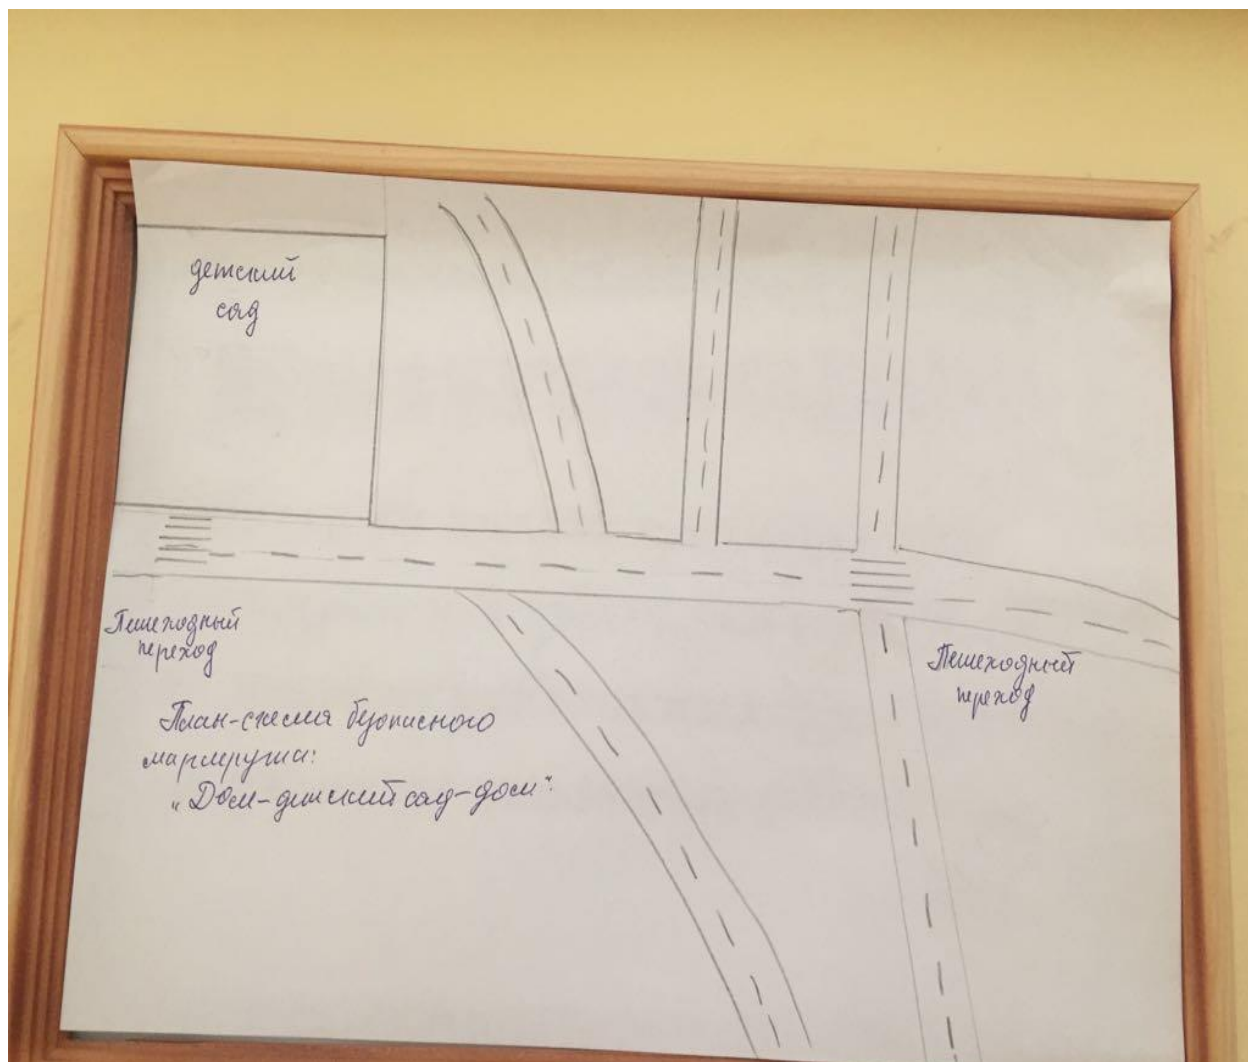 детский
сад
Пешеходный
переход
Пешеходный
переход
План-схема безопасного
маршрута:
„Дом-детский сад-дом“.